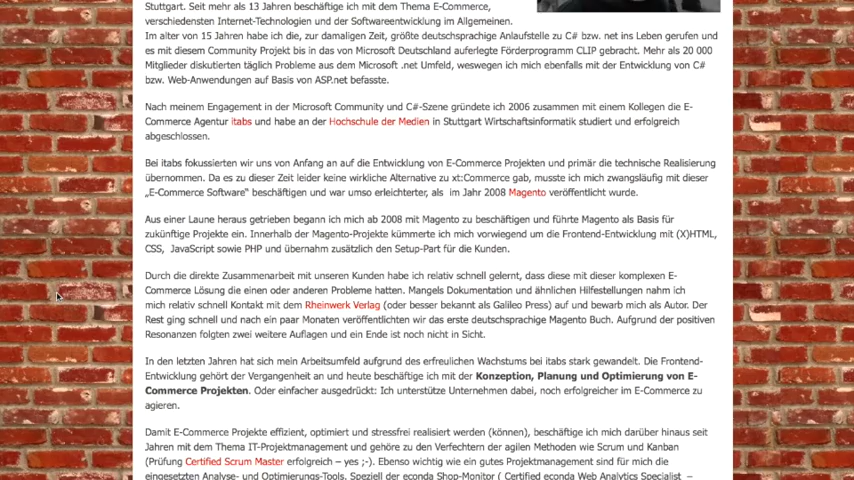 Stuttgart. Seit mehr als 13 Jahren beschäftige ich mit dem Thema E-Commerce,
verschiedensten Internet-Technologien und der Softwareentwicklung im Allgemeinen.
Im alter von 15 Jahren habe ich die, zur damaligen Zeit, größte deutschsprachige Anlaufstelle zu C# bzw. net ins Leben gerufen und
es mit diesem Community Projekt bis in das von Microsoft Deutschland auferlegte Förderprogramm CLIP gebracht. Mehr als 20 000
Mitglieder diskutierten täglich Probleme aus dem Microsoft .net Umfeld, weswegen ich mich ebenfalls mit der Entwicklung von C#
bzw. Web-Anwendungen auf Basis von ASP.net befasste.
Nach meinem Engagement in der Microsoft Community und C#-Szene gründete ich 2006 zusammen mit einem Kollegen die E-
Commerce Agentur itabs und habe an der Hochschule der Medien in Stuttgart Wirtschaftsinformatik studiert und erfolgreich
abgeschlossen.
Bei itabs fokussierten wir uns von Anfang an auf die Entwicklung von E-Commerce Projekten und primär die technische Realisierung
übernommen. Da es zu dieser Zeit leider keine wirkliche Alternative zu xt:Commerce gab, musste ich mich zwangsläufig mit dieser
„E-Commerce Software" beschäftigen und war umso erleichterter, als im Jahr 2008 Magento veröffentlicht wurde.
Aus einer Laune heraus getrieben begann ich mich ab 2008 mit Magento zu beschäftigen und führte Magento als Basis für
zukünftige Projekte ein. Innerhalb der Magento-Projekte kümmerte ich mich vorwiegend um die Frontend-Entwicklung mit (X)HTML,
CSS, JavaScript sowie PHP und übernahm zusätzlich den Setup-Part für die Kunden.
Durch die direkte Zusammenarbeit mit unseren Kunden habe ich relativ schnell gelernt, dass diese mit dieser komplexen E-
Commerce Lösung die einen oder anderen Probleme hatten. Mangels Dokumentation und ähnlichen Hilfestellungen nahm ich
mich relativ schnell Kontakt mit dem Rheinwerk Verlag (oder besser bekannt als Galileo Press) auf und bewarb mich als Autor. Der
Rest ging schnell und nach ein paar Monaten veröffentlichten wir das erste deutschsprachige Magento Buch. Aufgrund der positiven
Resonanzen folgten zwei weitere Auflagen und ein Ende ist noch nicht in Sicht.
In den letzten Jahren hat sich mein Arbeitsumfeld aufgrund des erfreulichen Wachstums bei itabs stark gewandelt. Die Frontend-
Entwicklung gehört der Vergangenheit an und heute beschäftige ich mit der Konzeption, Planung und Optimierung von E-
Commerce Projekten. Oder einfacher ausgedrückt: Ich unterstütze Unternehmen dabei, noch erfolgreicher im E-Commerce zu
agieren.
Damit E-Commerce Projekte effizient, optimiert und stressfrei realisiert werden (können), beschäftige ich mich darüber hinaus seit
Jahren mit dem Thema IT-Projektmanagement und gehöre zu den Verfechtern der agilen Methoden wie Scrum und Kanban
(Prüfung Certified Scrum Master erfolgreich – yes ;-). Ebenso wichtig wie ein gutes Projektmanagement sind für mich die
eingesetzten Analyse- und Optimierungs-Tools. Speziell der econda Shop-Monitor ( Certified econda Web Analytics Specialist –